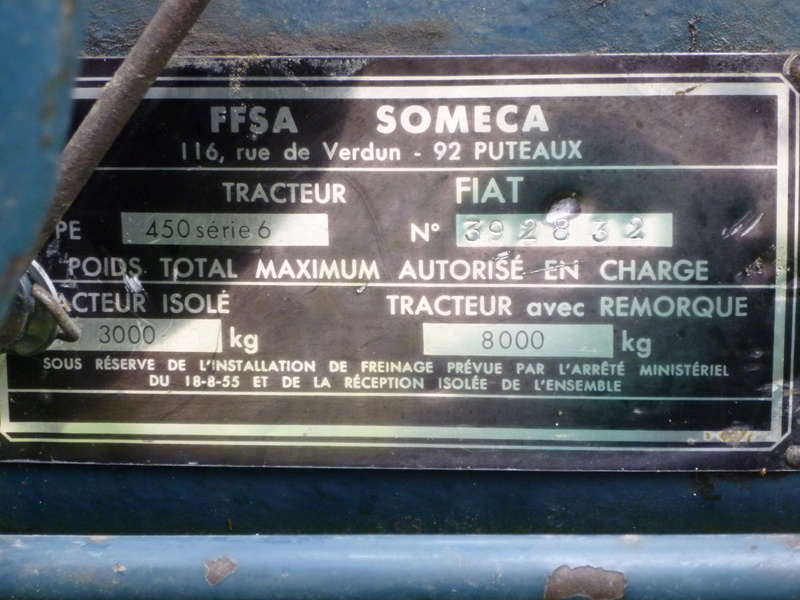 FFSA SOMECA
116, rue de Verdun - 92 PUTEAUX
TRACTEUR FIAT
PE 450 série 6 N° 392832
POIDS TOTAL MAXIMUM AUTORISÉ EN CHARGE
ACTEUR ISOLÉ TRACTEUR avec REMORQUE
3000 kg 8000 kg
SOUS RÉSERVE DE L'INSTALLATION DE FREINAGE PRÉVUE PAR L'ARRÊTÉ MINISTÉRIEL
DU 18-8-55 ET DE LA RÉCEPTION ISOLÉE DE L'ENSEMBLE